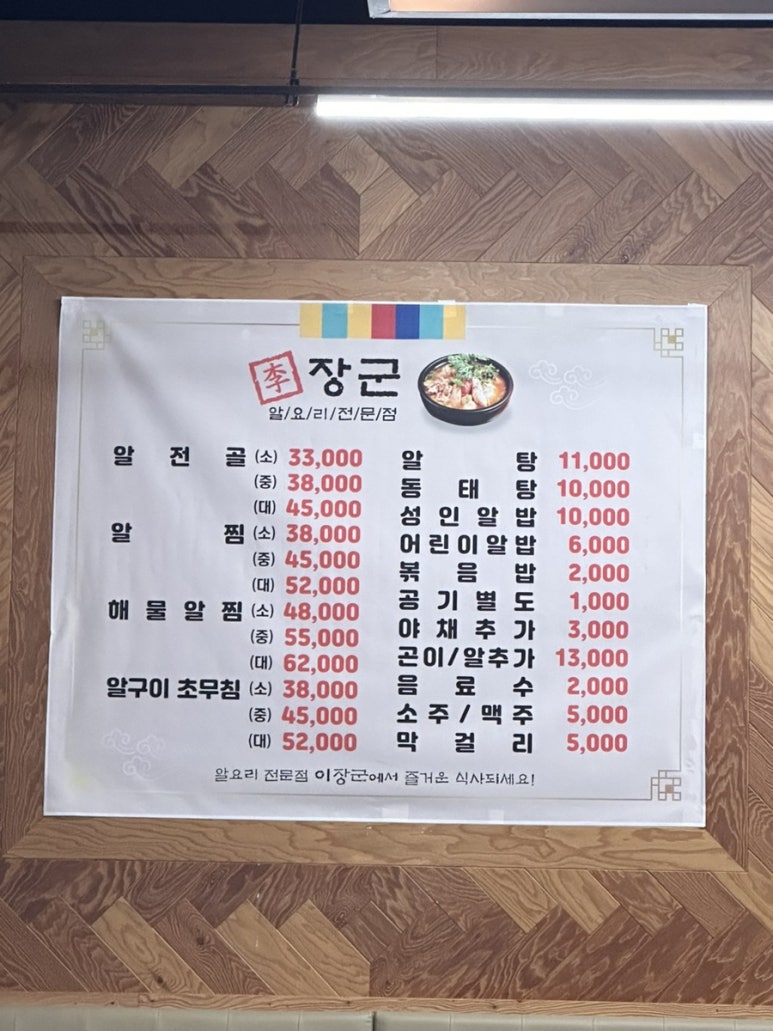 李 장군
알/요/리/전/문/점
알 전 골 (소) 33,000
(중) 38,000
(대) 45,000
알 찜 (소) 38,000
(중) 45,000
(대) 52,000
해 물 알 찜 (소) 48,000
(중) 55,000
(대) 62,000
알구이 초무침 (소) 38,000
(중) 45,000
(대) 52,000
알 탕 11,000
동 태 탕 10,000
성 인 알 밥 10,000
어린이알밥 6,000
볶 음 밥 2,000
공 기 별 도 1,000
야 채 추 가 3,000
곤이/알추가 13,000
음 료 수 2,000
소 주 / 맥 주 5,000
막 걸 리 5,000
알요리 전문점 이장군에서 즐거운 식사되세요!